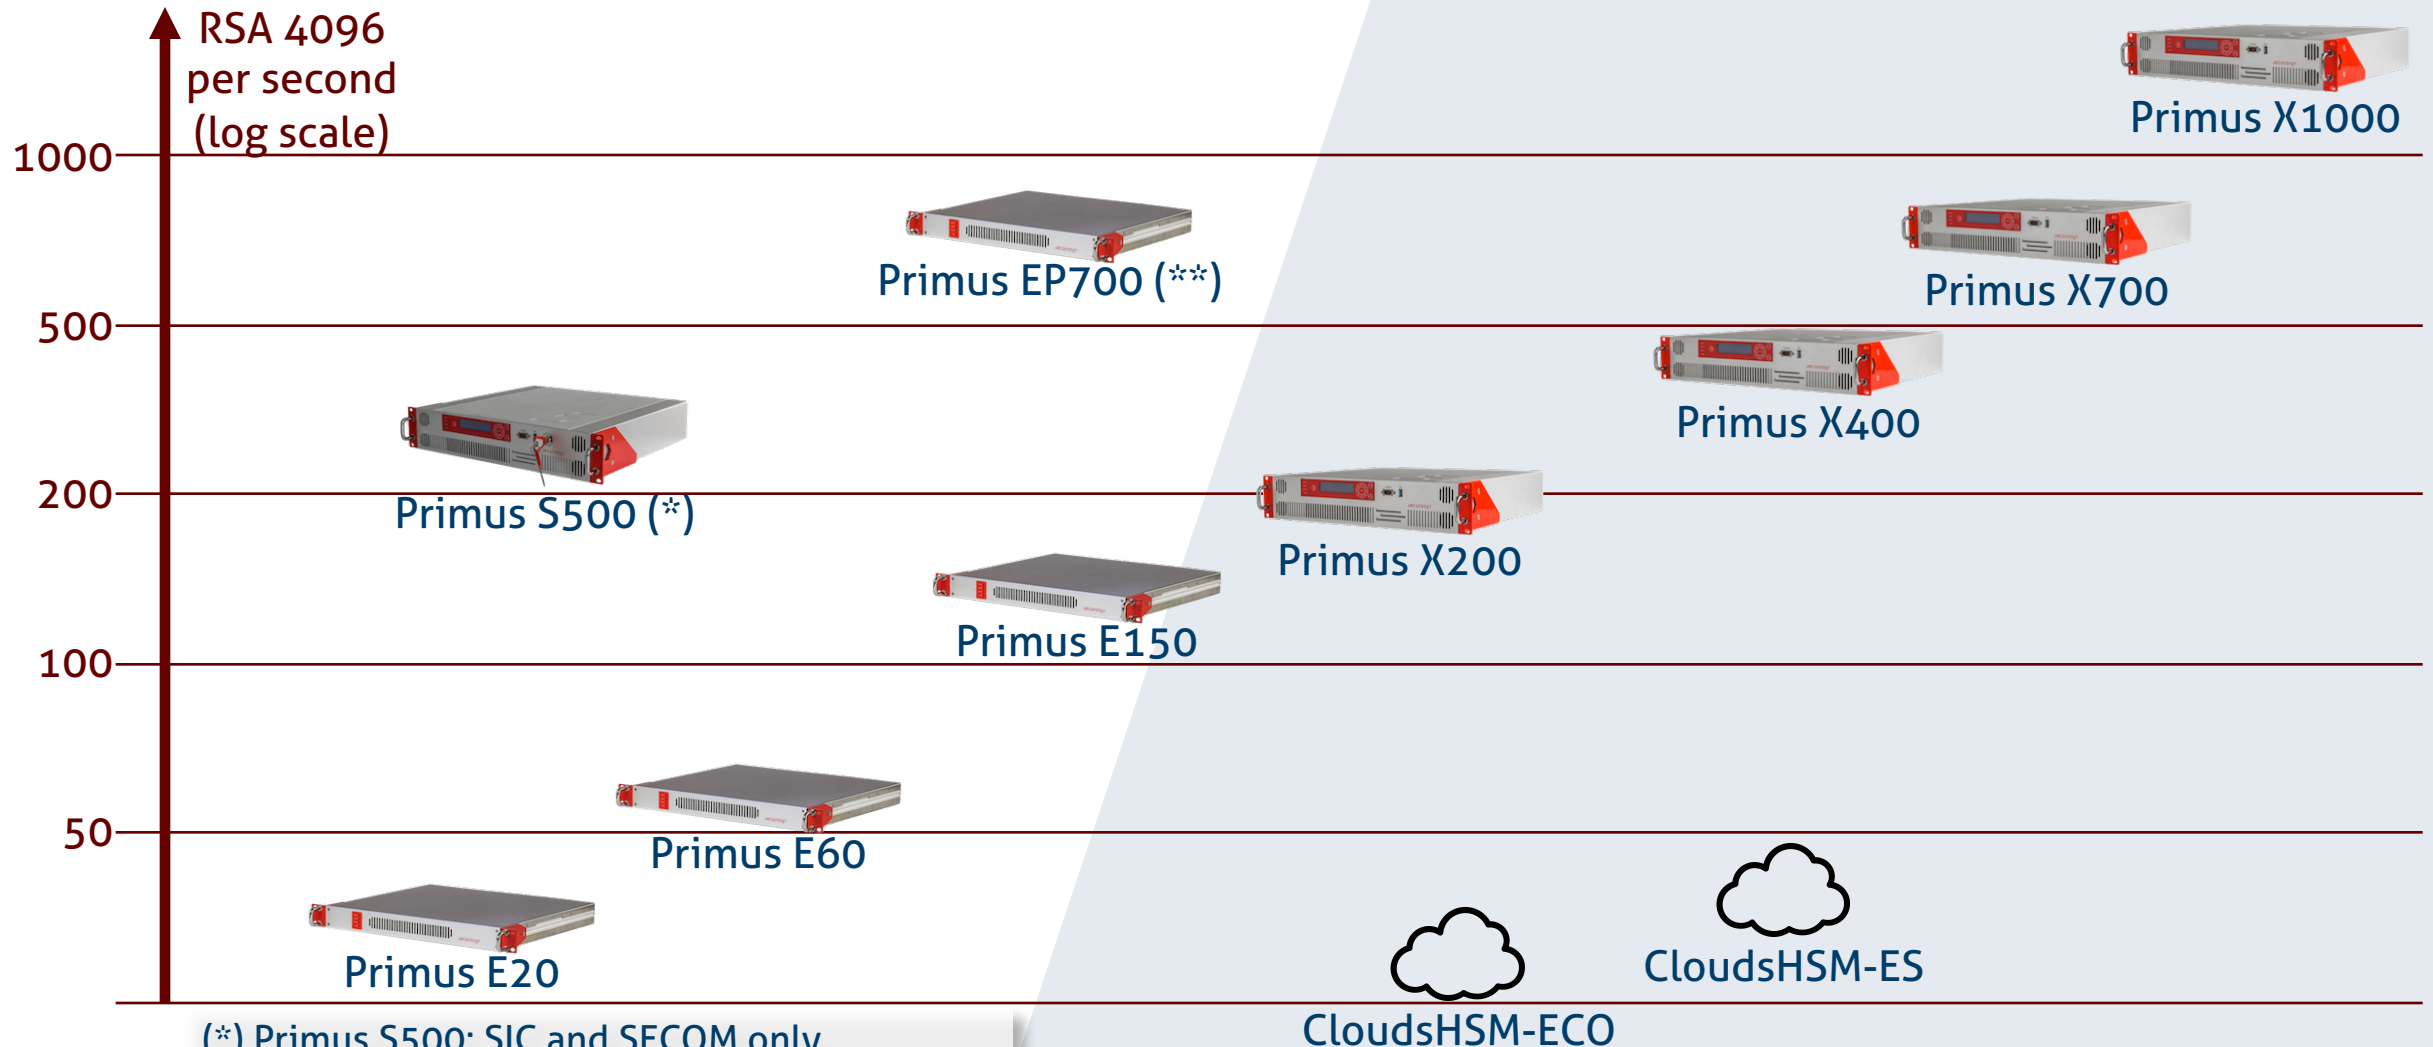 RSA 4096
per second
(log scale)
1000
Primus X1000
Primus EP700 (**)
Primus X700
500
Primus X400
200
Primus S500 (*)
Primus X200
Primus E150
100
50
Primus E60
Primus E20
CloudsHSM-ES
CloudsHSM-ECO
(*) Primus S500: SIC and SECOM only